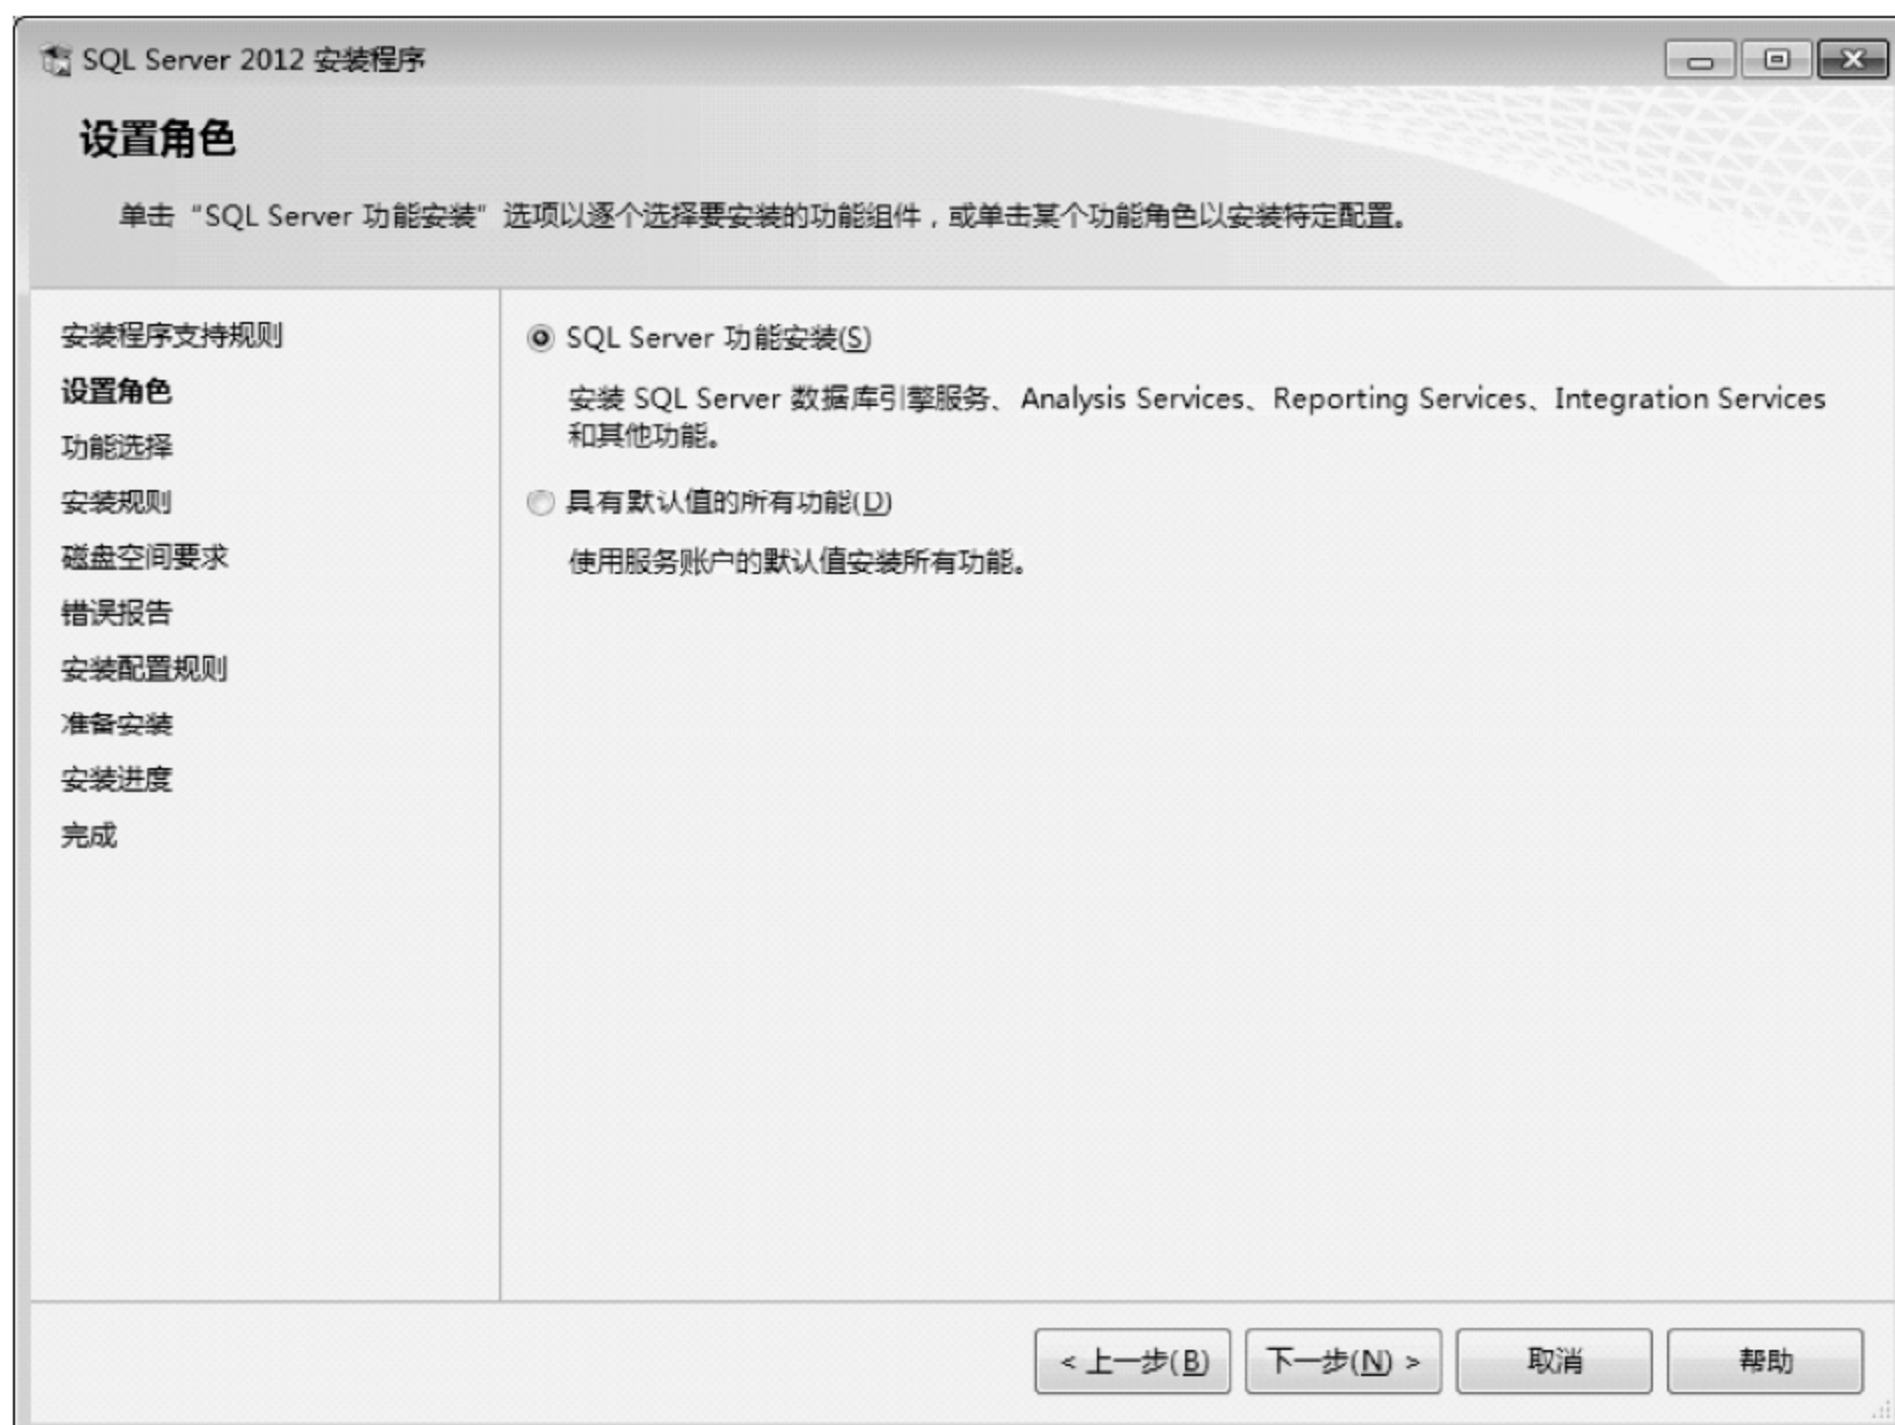 SQL Server 2012 安装程序
设置角色
单击“SQL Server 功能安装”选项以逐个选择要安装的功能组件，或单击某个功能角色以安装特定配置。
安装程序支持规则
设置角色
功能选择
安装规则
磁盘空间要求
错误报告
安装配置规则
准备安装
安装进度
完成
SQL Server 功能安装(S)
安装 SQL Server 数据库引擎服务、Analysis Services、Reporting Services、Integration Services
和其他功能。
具有默认值的所有功能(D)
使用服务账户的默认值安装所有功能。
< 上一步(B)
下一步(N) >
取消
帮助